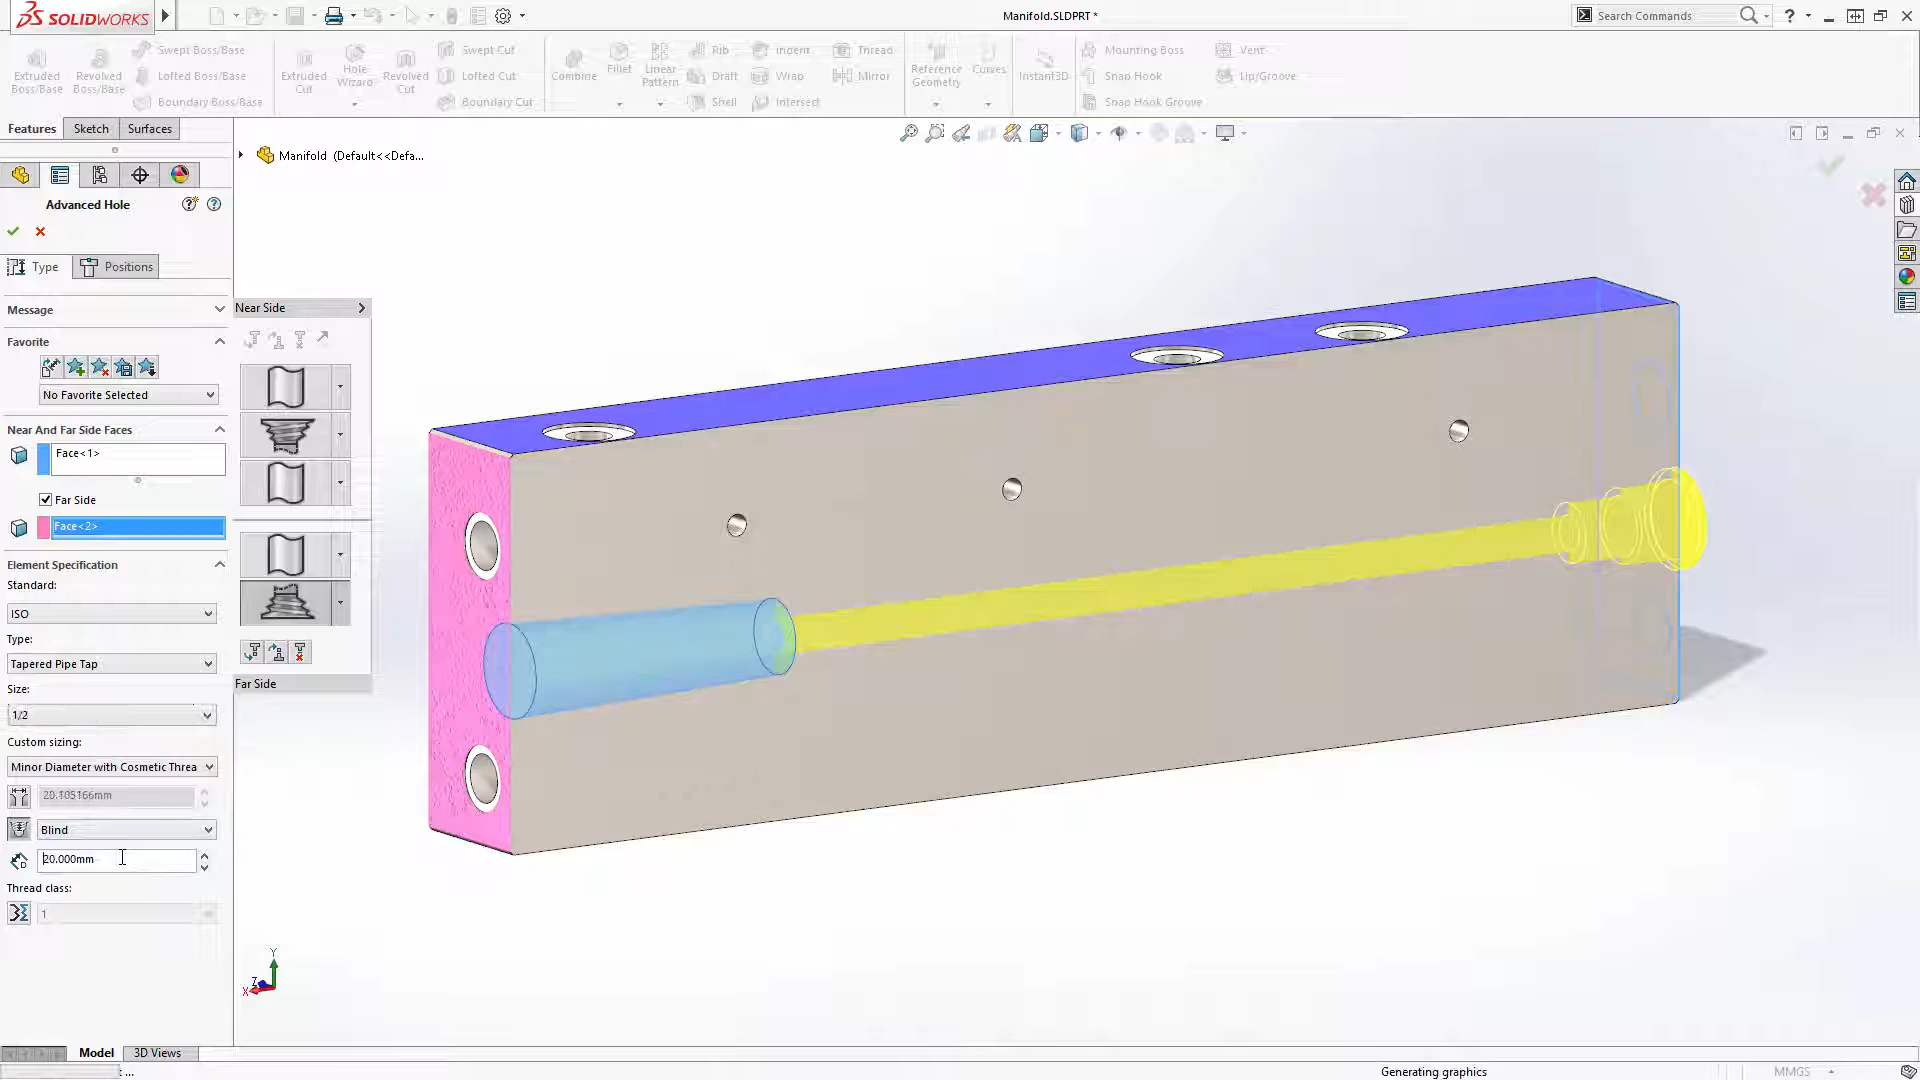 SOLIDWORKS
Manifold.SLDPRT *
Search Commands
Extruded Boss/Base
Revolved Boss/Base
Swept Boss/Base
Lofted Boss/Base
Boundary Boss/Base
Extruded Cut
Hole Wizard
Revolved Cut
Swept Cut
Lofted Cut
Boundary Cut
Combine
Fillet
Linear Pattern
Rib
Draft
Shell
Indent
Wrap
Intersect
Thread
Mirror
Reference Geometry
Curves
Instant3D
Mounting Boss
Snap Hook
Snap Hook Groove
Vent
Lip/Groove
Features
Sketch
Surfaces
Manifold (Default<<Defa...
Advanced Hole
Type
Positions
Message
Favorite
No Favorite Selected
Near And Far Side Faces
Face<1>
Far Side
Face<2>
Element Specification
Standard:
ISO
Type:
Tapered Pipe Tap
Size:
1/2
Custom sizing:
Minor Diameter with Cosmetic Threa
Blind
20.000mm
Thread class:
1
Near Side
Far Side
Y
Z
X
Model
3D Views
...
Generating graphics
MMGS